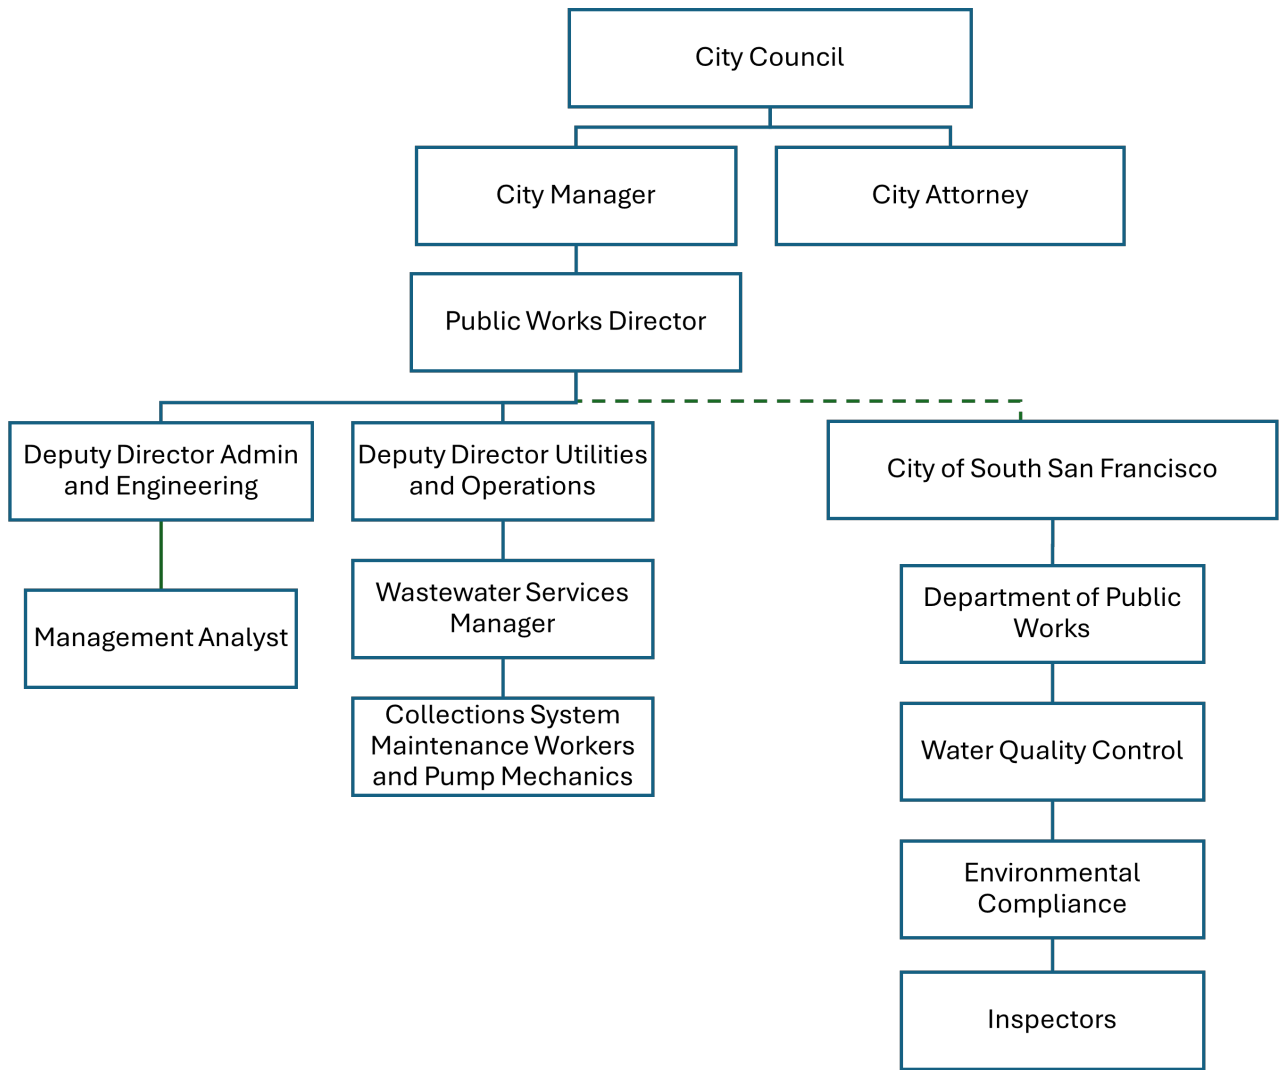 City Council
City Manager
City Attorney
Public Works Director
Deputy Director Admin
and Engineering
Deputy Director Utilities
and Operations
City of South San Francisco
Management Analyst
Wastewater Services
Manager
Department of Public
Works
Collections System
Maintenance Workers
and Pump Mechanics
Water Quality Control
Environmental
Compliance
Inspectors